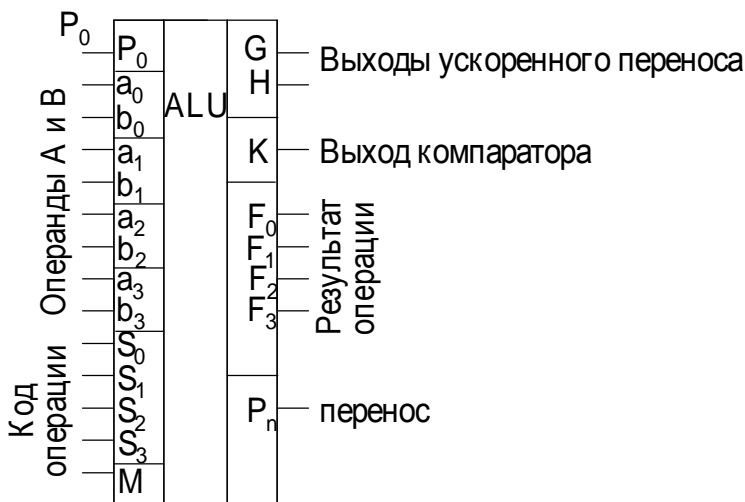 P₀
P₀
a₀
b₀
a₁
b₁
a₂
b₂
a₃
b₃
S₀
S₁
S₂
S₃
M
Операнды А и В
Код
операции
ALU
G
H
K
F₀
F₁
F₂
F₃
Pₙ
Выходы ускоренного переноса
Выход компаратора
Результат
операции
перенос